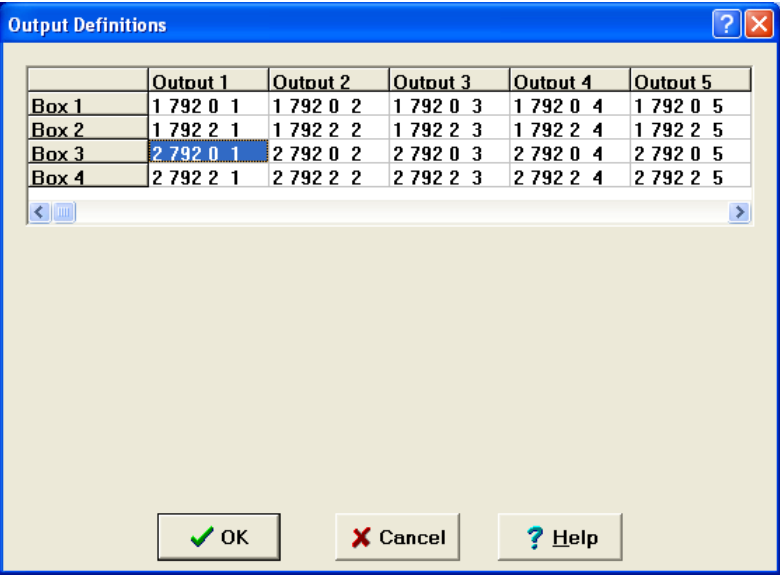 Output Definitions
Output 1 Output 2 Output 3 Output 4 Output 5
Box 1 1 792 0 1 1 792 0 2 1 792 0 3 1 792 0 4 1 792 0 5
Box 2 1 792 2 1 1 792 2 2 1 792 2 3 1 792 2 4 1 792 2 5
Box 3 2 792 0 1 2 792 0 2 2 792 0 3 2 792 0 4 2 792 0 5
Box 4 2 792 2 1 2 792 2 2 2 792 2 3 2 792 2 4 2 792 2 5
OK Cancel ? Help